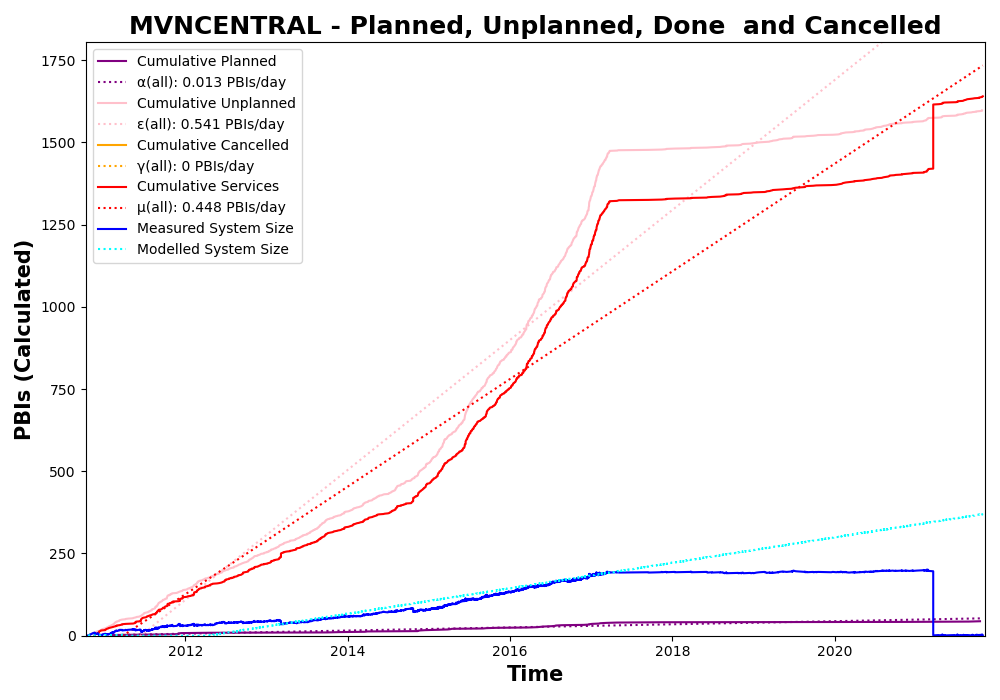 MVNCENTRAL - Planned, Unplanned, Done  and Cancelled
Cumulative Planned
α(all): 0.013 PBIs/day
Cumulative Unplanned
ε(all): 0.541 PBIs/day
Cumulative Cancelled
γ(all): 0 PBIs/day
Cumulative Services
μ(all): 0.448 PBIs/day
Measured System Size
Modelled System Size
PBIs (Calculated)
1750
1500
1250
1000
750
500
250
0
2012 2014 2016 2018 2020
Time